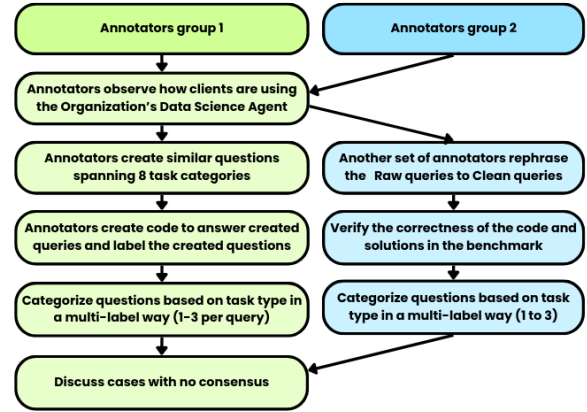 Annotators group 1
Annotators group 2
Annotators observe how clients are using
the Organization's Data Science Agent
Annotators create similar questions
spanning 8 task categories
Another set of annotators rephrase
the Raw queries to Clean queries
Annotators create code to answer created
queries and label the created questions
Verify the correctness of the code and
solutions in the benchmark
Categorize questions based on task type in
a multi-label way (1-3 per query)
Categorize questions based on task
type in a multi-label way (1 to 3)
Discuss cases with no consensus